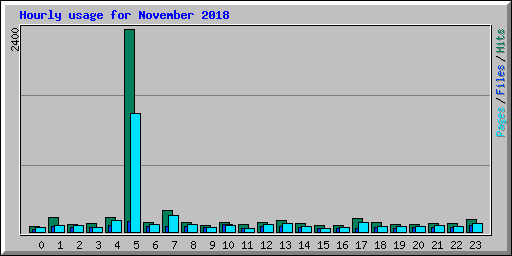 Hourly usage for November 2018
2400
0 1 2 3 4 5 6 7 8 9 10 11 12 13 14 15 16 17 18 19 20 21 22 23
Pages/Files/Hits